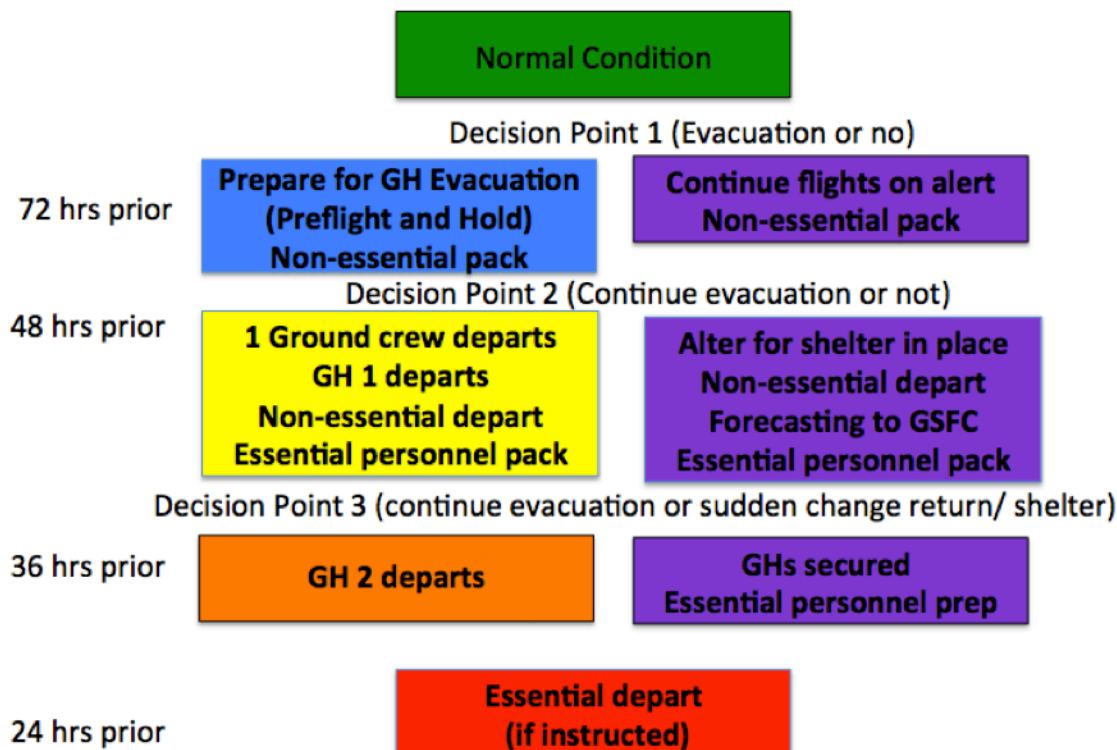 Normal Condition
Decision Point 1 (Evacuation or no)
72 hrs prior
Prepare for GH Evacuation
(Preflight and Hold)
Non-essential pack
Continue flights on alert
Non-essential pack
Decision Point 2 (Continue evacuation or not)
48 hrs prior
1 Ground crew departs
GH 1 departs
Non-essential depart
Essential personnel pack
Alter for shelter in place
Non-essential depart
Forecasting to GSFC
Essential personnel pack
Decision Point 3 (continue evacuation or sudden change return/ shelter)
36 hrs prior
GH 2 departs
GHs secured
Essential personnel prep
24 hrs prior
Essential depart
(if instructed)